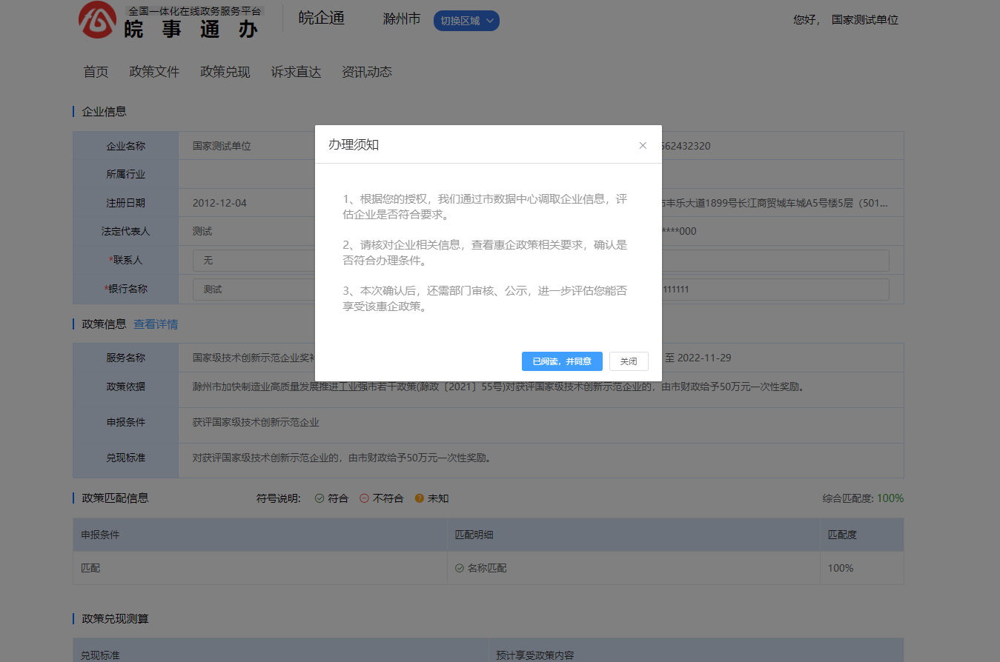 全国一体化在线政务服务平台
皖事通办
皖企通
滁州市
切换区域
您好， 国家测试单位
首页 政策文件 政策兑现 诉求直达 资讯动态
企业信息
办理须知
企业名称 国家测试单位 662432320
所属行业
1、根据您的授权，我们通过市数据中心调取企业信息，评
估企业是否符合要求。
注册日期 2012-12-04 市丰乐大道1899号长江商贸城车城A5号楼5层（501...
法定代表人 测试 ****000
2、请核对企业相关信息，查看惠企政策相关要求，确认是
否符合办理条件。
*联系人 无
*银行名称 测试 111111
3、本次确认后，还需部门审核、公示，进一步评估您能否
享受该惠企政策。
政策信息 查看详情
服务名称 国家级技术创新示范企业奖补 至 2022-11-29
已阅读，并同意 关闭
政策依据 滁州市加快制造业高质量发展推进工业强市若干政策(滁政〔2021〕55号)对获评国家级技术创新示范企业的，由市财政给予50万元一次性奖励。
申报条件 获评国家级技术创新示范企业
兑现标准 对获评国家级技术创新示范企业的，由市财政给予50万元一次性奖励。
政策匹配信息 符号说明: 符合 不符合 未知 综合匹配度: 100%
申报条件 匹配明细 匹配度
匹配 名称匹配 100%
政策兑现测算
兑现标准 预计享受政策内容